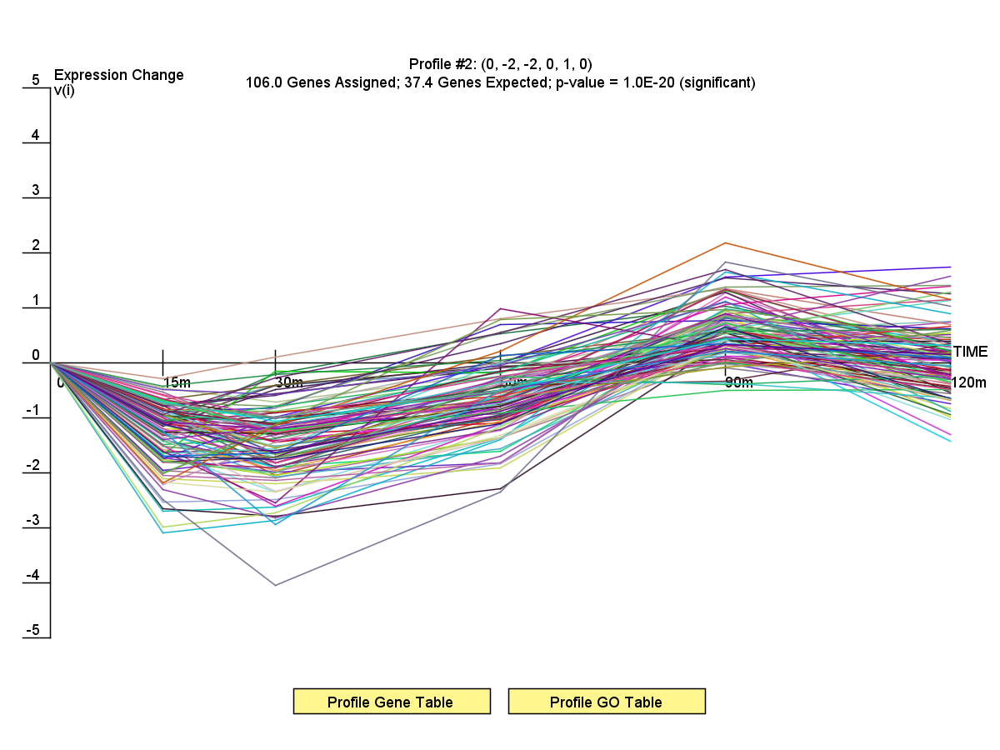 Profile #2: (0, -2, -2, 0, 1, 0)
106.0 Genes Assigned; 37.4 Genes Expected; p-value = 1.0E-20 (significant)
Expression Change
v(i)
5
4
3
2
1
0
-1
-2
-3
-4
-5
TIME
0
15m
30m
90m
120m
Profile Gene Table
Profile GO Table